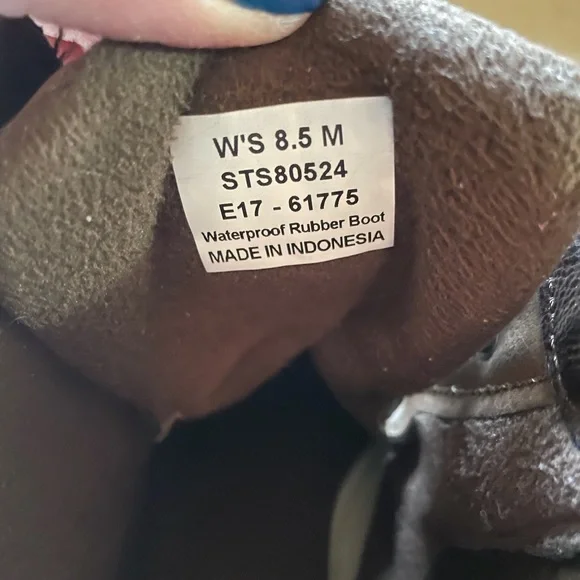 W'S 8.5 M
STS80524
E17 - 61775
Waterproof Rubber Boot
MADE IN INDONESIA